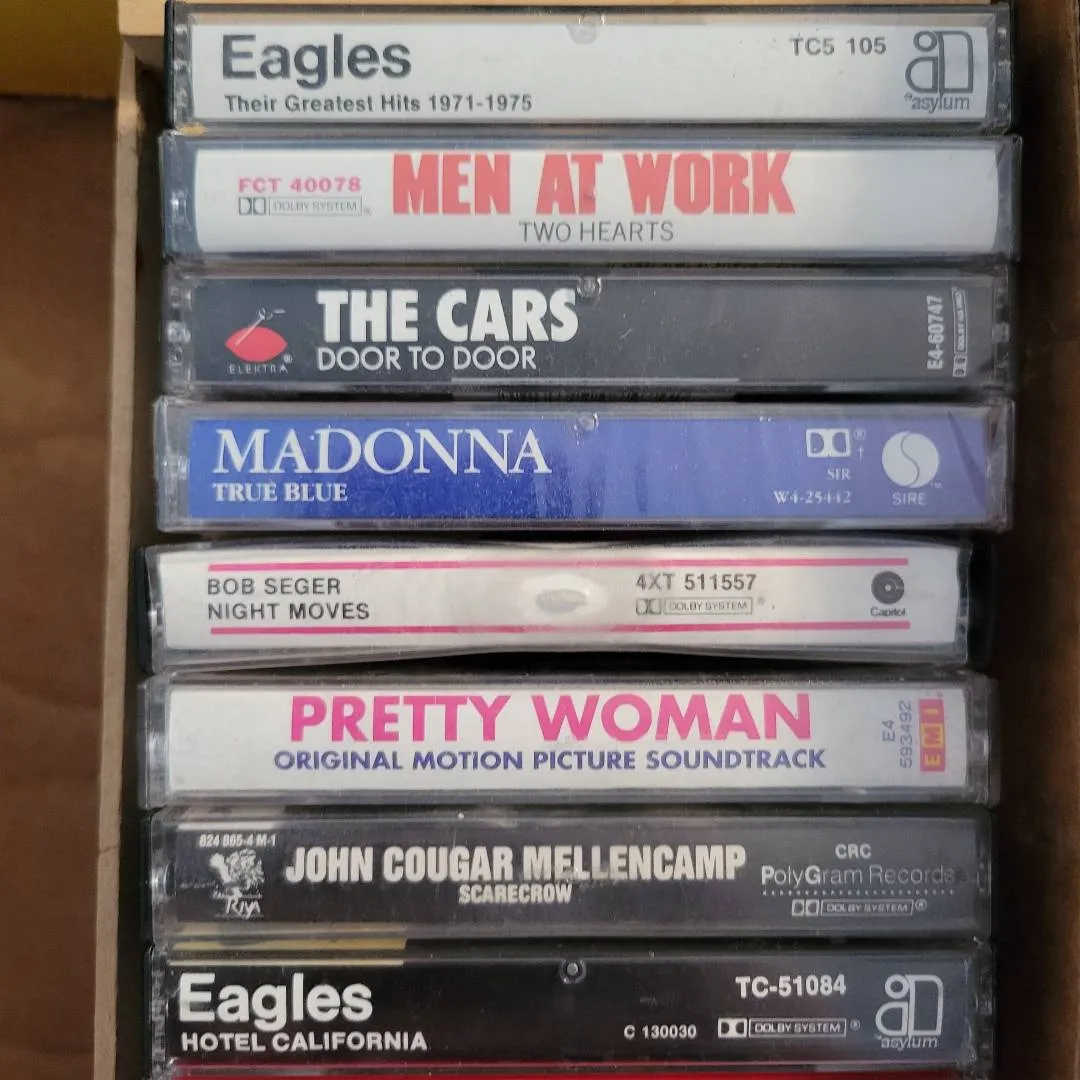 Eagles
TC5 105
Their Greatest Hits 1971-1975
asylum
FCT 40078
MEN AT WORK
DOLBY SYSTEM®
TWO HEARTS
THE CARS
DOOR TO DOOR
ELEKTRA®
E4-60747
MADONNA
TRUE BLUE
SIR
W4-25442
SIRE™
BOB SEGER
4XT 511557
NIGHT MOVES
DOLBY SYSTEM®
Capitol
PRETTY WOMAN
ORIGINAL MOTION PICTURE SOUNDTRACK
E4
593492
EMI
824 865-4 M-1
JOHN COUGAR MELLENCAMP
SCARECROW
Riva
CRC
PolyGram Records
DOLBY SYSTEM®
Eagles
TC-51084
HOTEL CALIFORNIA
C 130030
DOLBY SYSTEM®
asylum